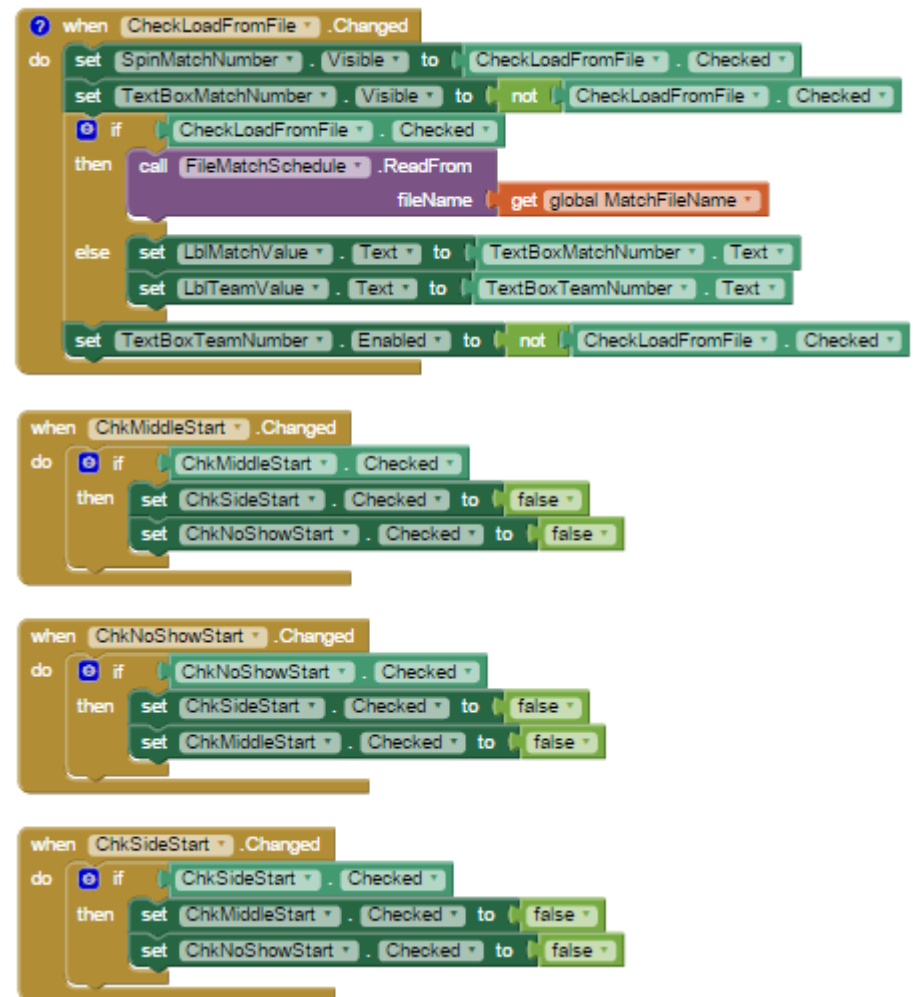 ? when CheckLoadFromFile .Changed
do set SpinMatchNumber . Visible to CheckLoadFromFile . Checked
set TextBoxMatchNumber . Visible to not CheckLoadFromFile . Checked
if CheckLoadFromFile . Checked
then call FileMatchSchedule .ReadFrom
fileName get global MatchFileName
else set LblMatchValue . Text to TextBoxMatchNumber . Text
set LblTeamValue . Text to TextBoxTeamNumber . Text
set TextBoxTeamNumber . Enabled to not CheckLoadFromFile . Checked
when ChkMiddleStart .Changed
do if ChkMiddleStart . Checked
then set ChkSideStart . Checked to false
set ChkNoShowStart . Checked to false
when ChkNoShowStart .Changed
do if ChkNoShowStart . Checked
then set ChkSideStart . Checked to false
set ChkMiddleStart . Checked to false
when ChkSideStart .Changed
do if ChkSideStart . Checked
then set ChkMiddleStart . Checked to false
set ChkNoShowStart . Checked to false